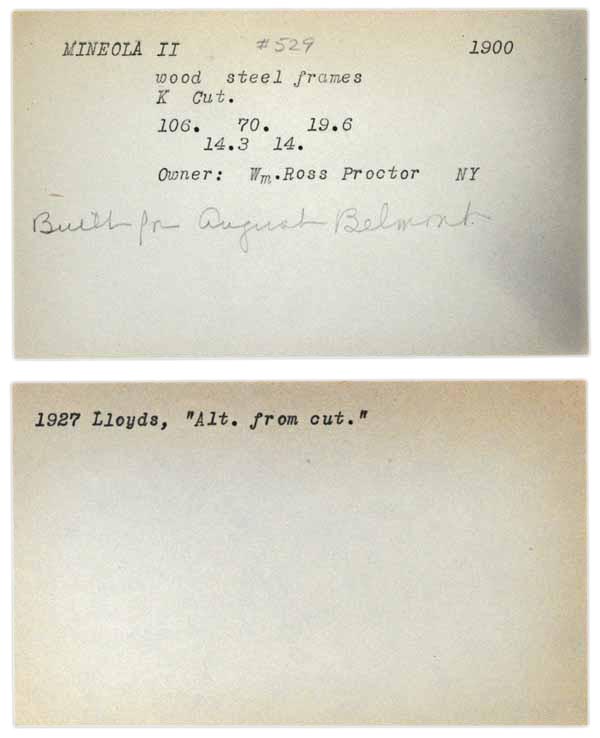 MINEOLA II #529 1900
wood steel frames
K Cut.
106. 70. 19.6
14.3 14.
Owner: Wm.Ross Proctor NY
Built for August Belmont
1927 Lloyds, "Alt. from cut."